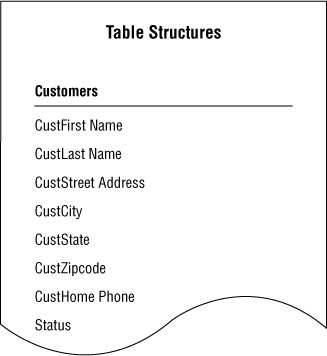 Table Structures
Customers
CustFirst Name
CustLast Name
CustStreet Address
CustCity
CustState
CustZipcode
CustHome Phone
Status